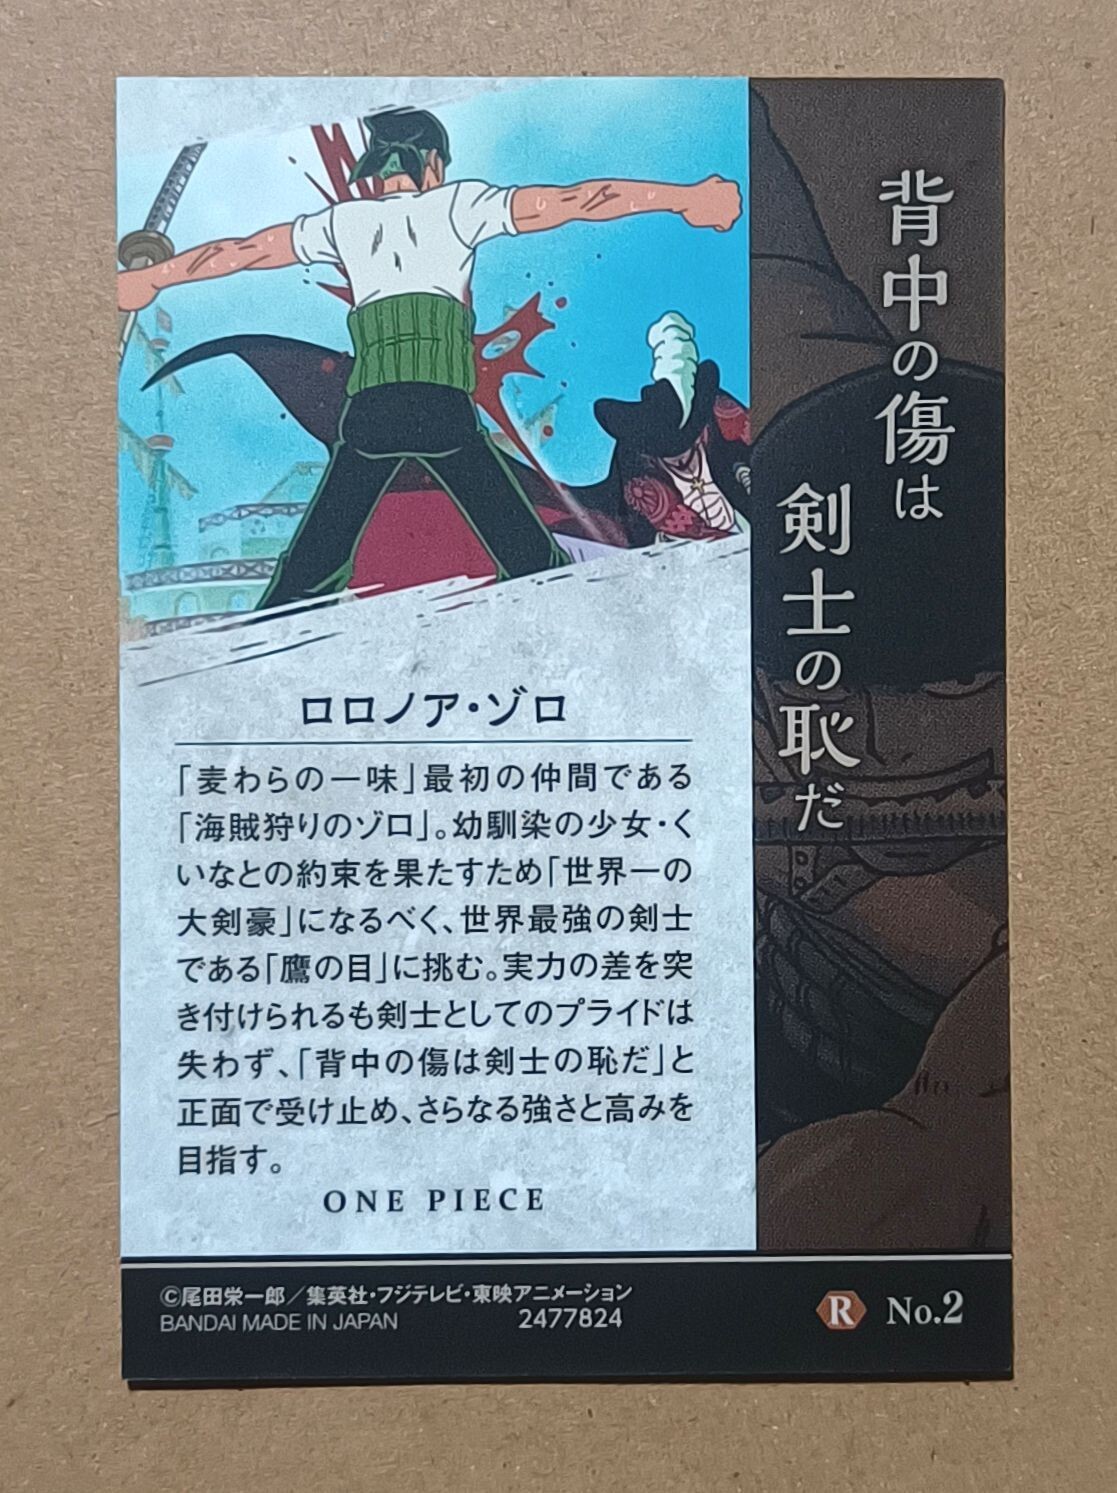 背中の傷は
剣士の恥だ
ロロノア・ゾロ
「麦わらの一味」最初の仲間である
「海賊狩りのゾロ」。幼馴染の少女・く
いなとの約束を果たすため「世界一の
大剣豪」になるべく、世界最強の剣士
である「鷹の目」に挑む。実力の差を突
き付けられるも剣士としてのプライドは
失わず、「背中の傷は剣士の恥だ」と
正面で受け止め、さらなる強さと高みを
目指す。
ONE PIECE
©尾田栄一郎／集英社・フジテレビ・東映アニメーション
BANDAI MADE IN JAPAN 2477824
R No.2